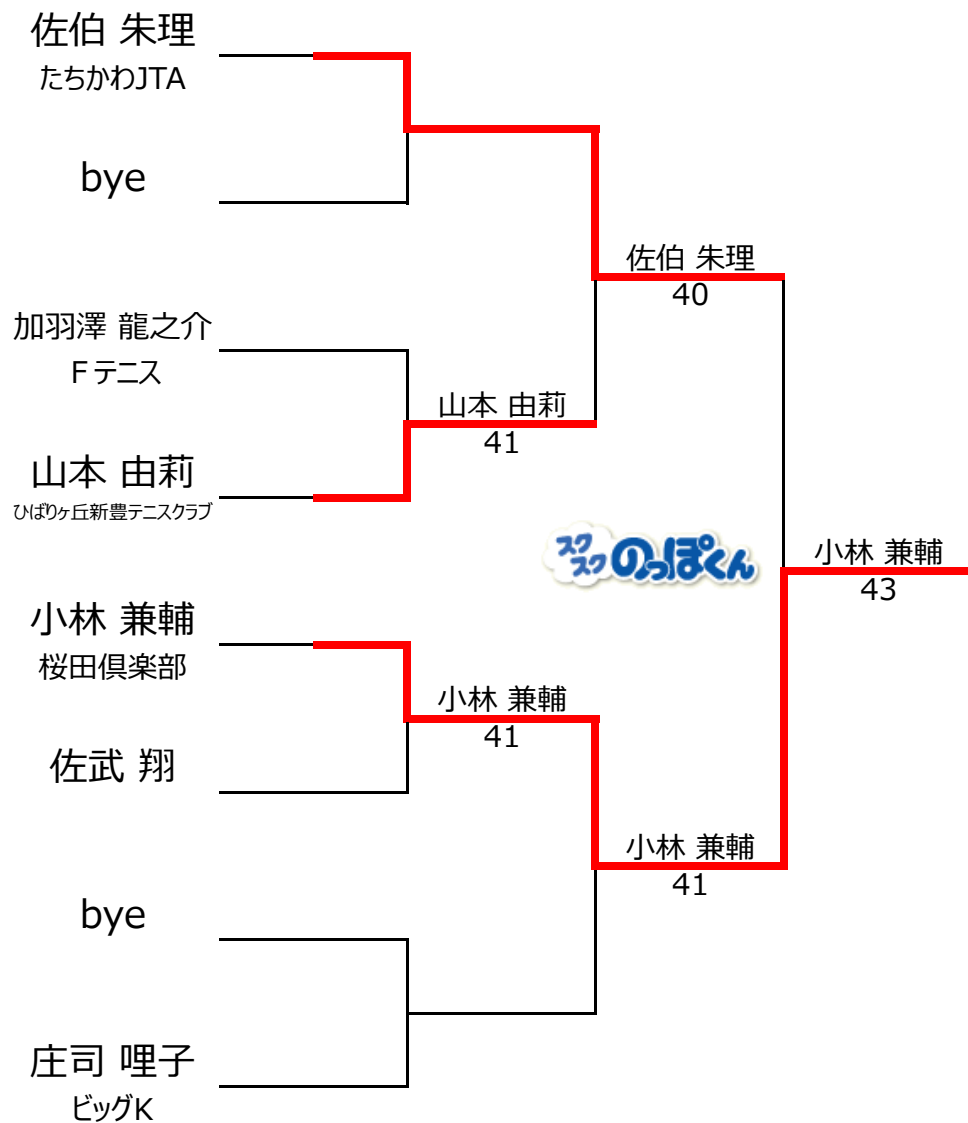 佐伯 朱理
たちかわJTA
bye
佐伯 朱理
40
加羽澤 龍之介
Fテニス
山本 由莉
41
山本 由莉
ひばりヶ丘新豊テニスクラブ
スク
スク
のっぽくん
小林 兼輔
43
小林 兼輔
桜田倶楽部
小林 兼輔
41
佐武 翔
小林 兼輔
41
bye
庄司 哩子
ビッグK